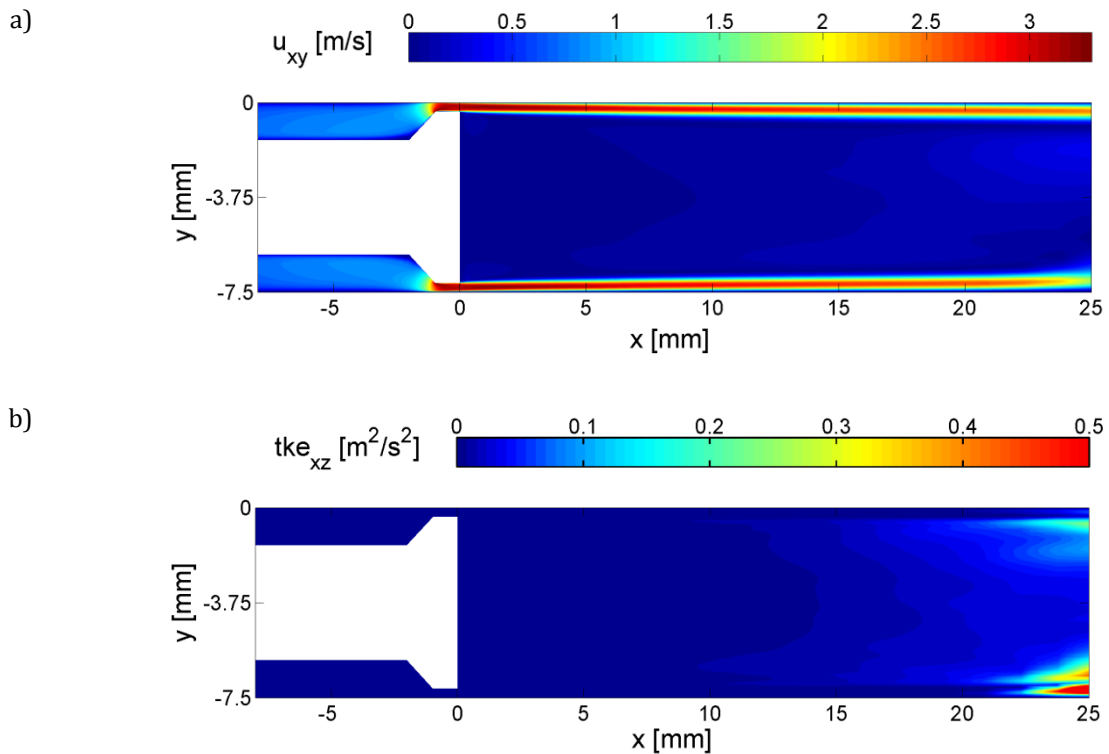 a)
u_xy [m/s]
0 0.5 1 1.5 2 2.5 3
0
-3.75
-7.5
y [mm]
-5 0 5 10 15 20 25
x [mm]
b)
tke_xz [m²/s²]
0 0.1 0.2 0.3 0.4 0.5
0
-3.75
-7.5
y [mm]
-5 0 5 10 15 20 25
x [mm]